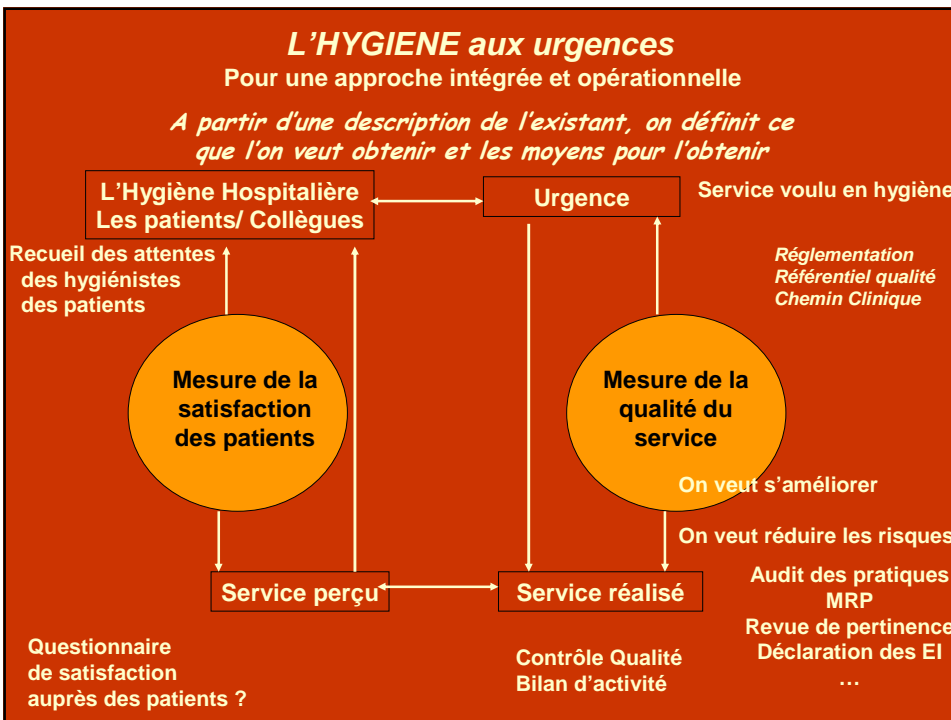 L'HYGIENE aux urgences
Pour une approche intégrée et opérationnelle
A partir d'une description de l'existant, on définit ce
que l'on veut obtenir et les moyens pour l'obtenir
L'Hygiène Hospitalière
Les patients/ Collègues
Urgence
Service voulu en hygiène
Recueil des attentes
des hygiénistes
des patients
Réglementation
Référentiel qualité
Chemin Clinique
Mesure de la
satisfaction
des patients
Mesure de la
qualité du
service
On veut s'améliorer
On veut réduire les risques
Service perçu
Service réalisé
Audit des pratiques
MRP
Revue de pertinence
Déclaration des EI
…
Questionnaire
de satisfaction
auprès des patients ?
Contrôle Qualité
Bilan d'activité